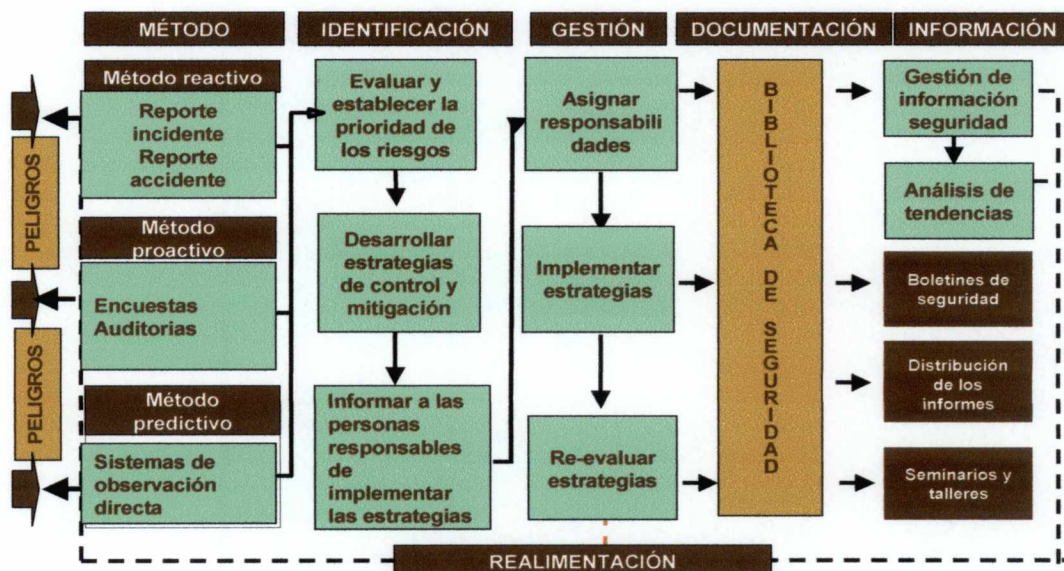 MÉTODO
IDENTIFICACIÓN
GESTIÓN
DOCUMENTACIÓN
INFORMACIÓN
PELIGROS
PELIGROS
Método reactivo
Reporte
incidente
Reporte
accidente
Método
proactivo
Encuestas
Auditorias
Método
predictivo
Sistemas de
observación
directa
Evaluar y
establecer la
prioridad de
los riesgos
Desarrollar
estrategias
de control y
mitigación
Informar a las
personas
responsables
de
implementar
las estrategias
Asignar
responsabili
dades
Implementar
estrategias
Re-evaluar
estrategias
BIBLIOTECA DE SEGURIDAD
Gestión de
información
seguridad
Análisis de
tendencias
Boletines de
seguridad
Distribución
de los
informes
Seminarios y
talleres
REALIMENTACIÓN